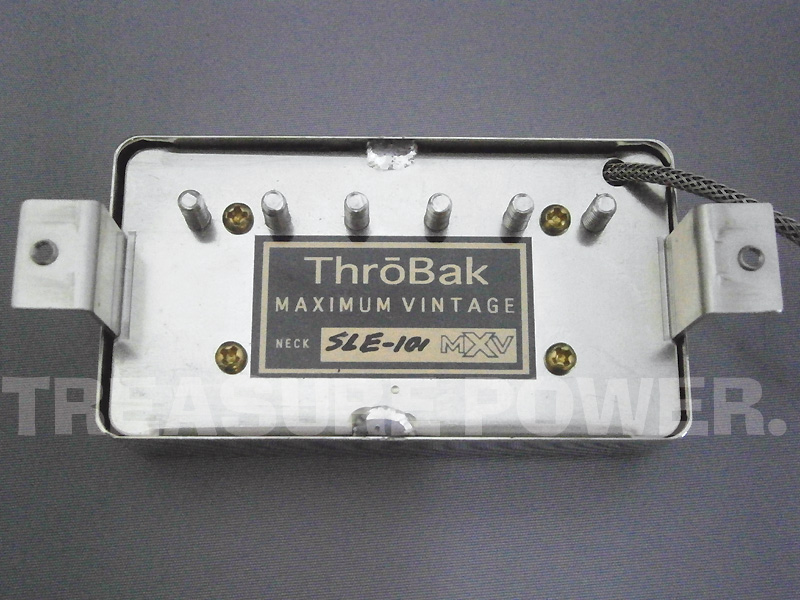 ThrōBak
MAXIMUM VINTAGE
NECK SLE-101 MXV
TREASURE POWER.